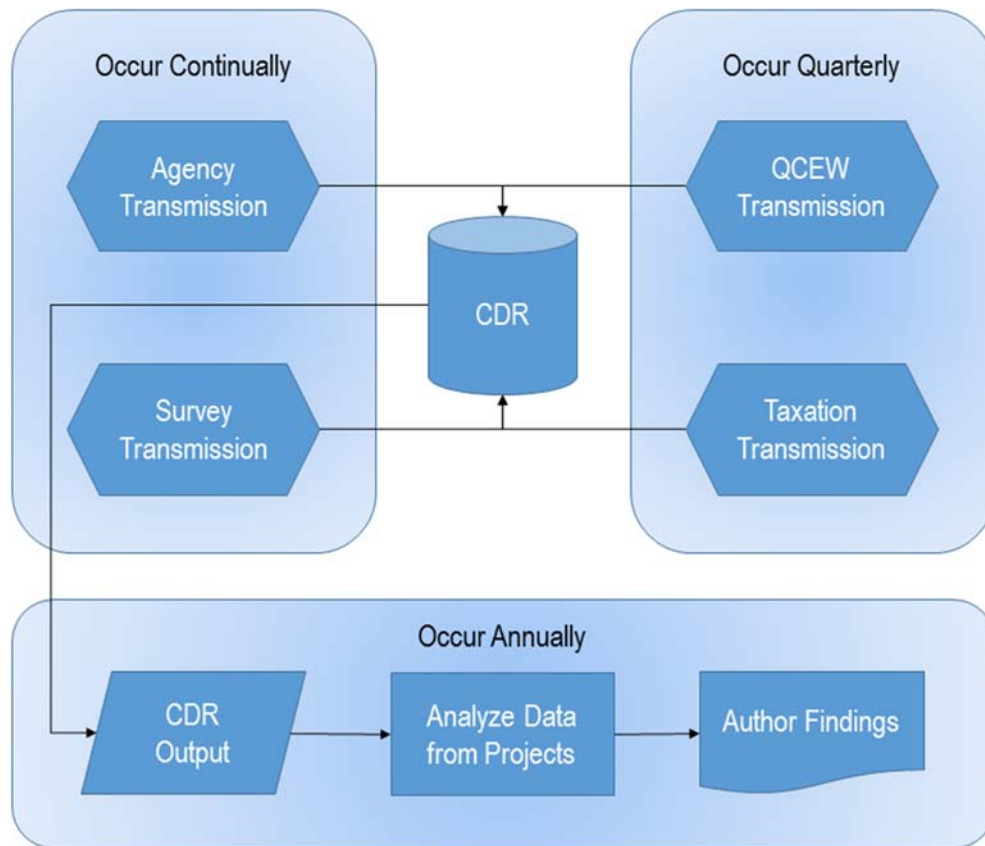 Occur Continually
Occur Quarterly
Agency
Transmission
QCEW
Transmission
CDR
Survey
Transmission
Taxation
Transmission
Occur Annually
CDR
Output
Analyze Data
from Projects
Author Findings